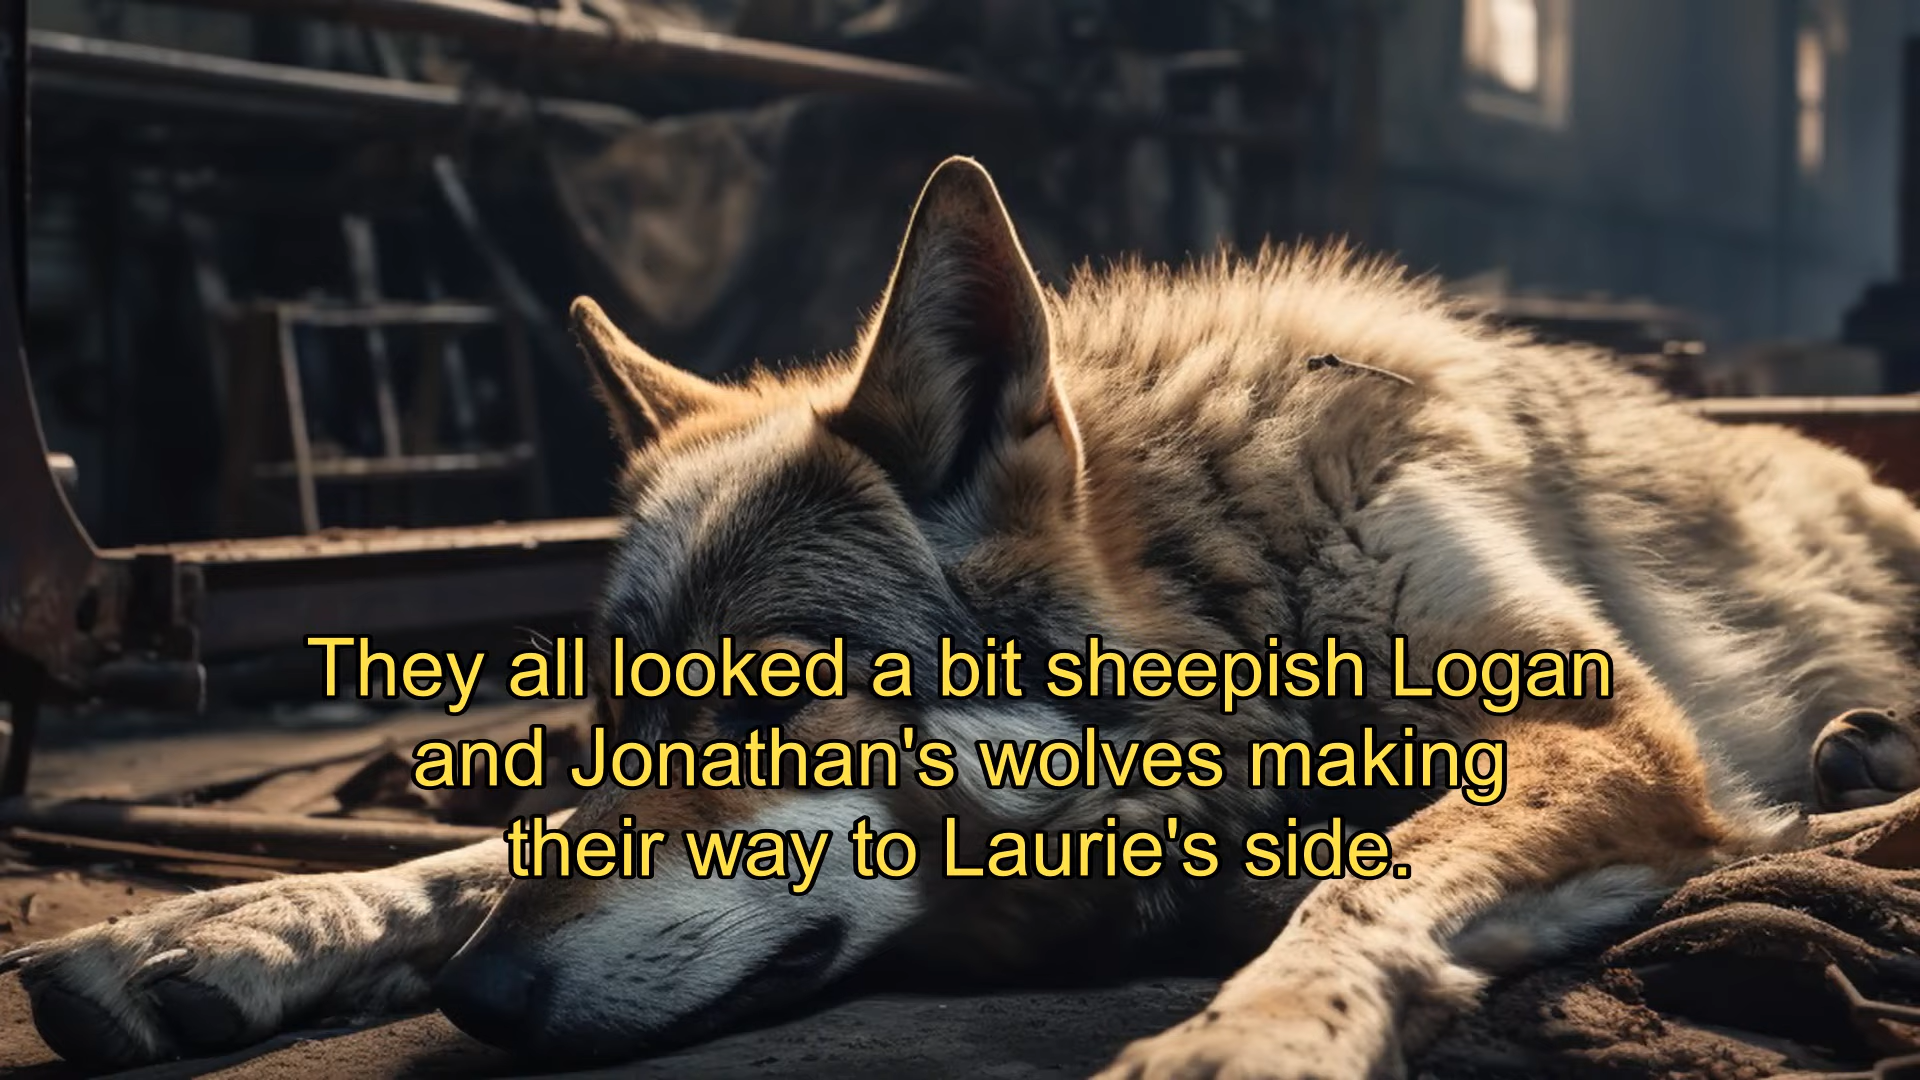 They all looked a bit sheepish Logan
and Jonathan's wolves making
their way to Laurie's side.